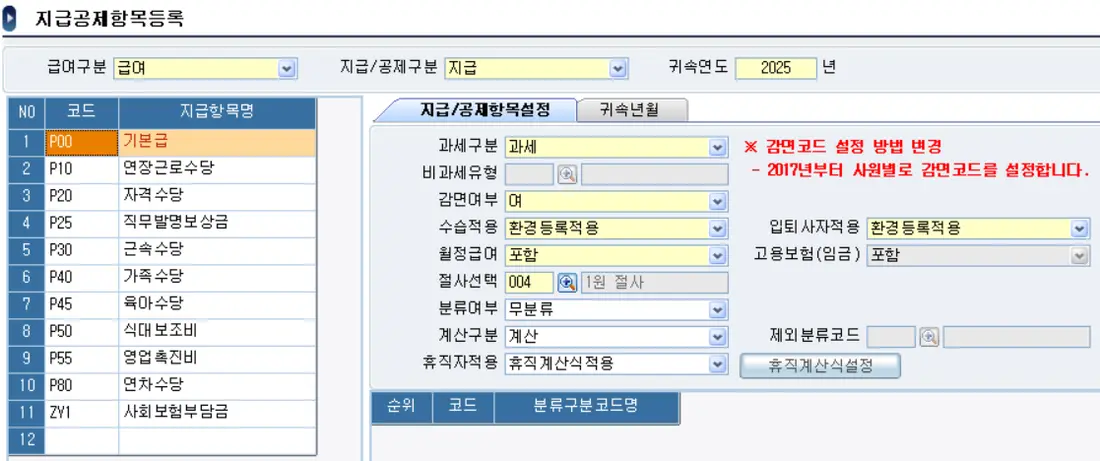 지급공제항목등록
급여구분 급여 지급/공제구분 지급 귀속연도 2025 년
NO 코드 지급항목명
1 P00 기본급
2 P10 연장근로수당
3 P20 자격수당
4 P25 직무발명보상금
5 P30 근속수당
6 P40 가족수당
7 P45 육아수당
8 P50 식대보조비
9 P55 영업촉진비
10 P80 연차수당
11 ZY1 사회보험부담금
12
지급/공제항목설정 귀속년월
과세구분 과세
※ 감면코드 설정 방법 변경
비과세유형
- 2017년부터 사원별로 감면코드를 설정합니다.
감면여부 여
수습적용 환경등록적용 입퇴사자적용 환경등록적용
월정급여 포함 고용보험(임금) 포함
절사선택 004 1원 절사
분류여부 무분류
계산구분 계산 제외분류코드
휴직자적용 휴직계산식적용 휴직계산식설정
순위 코드 분류구분코드명